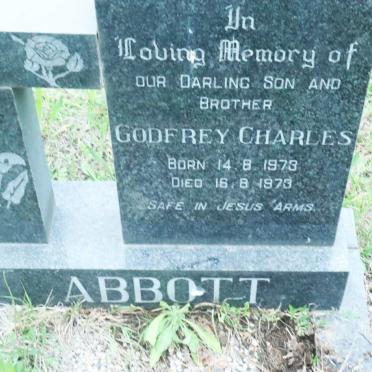 In
Loving Memory of
OUR DARLING SON AND
BROTHER
GODFREY CHARLES
BORN 14.8.1973
DIED 16.8.1973
SAFE IN JESUS ARMS.
ABBOTT